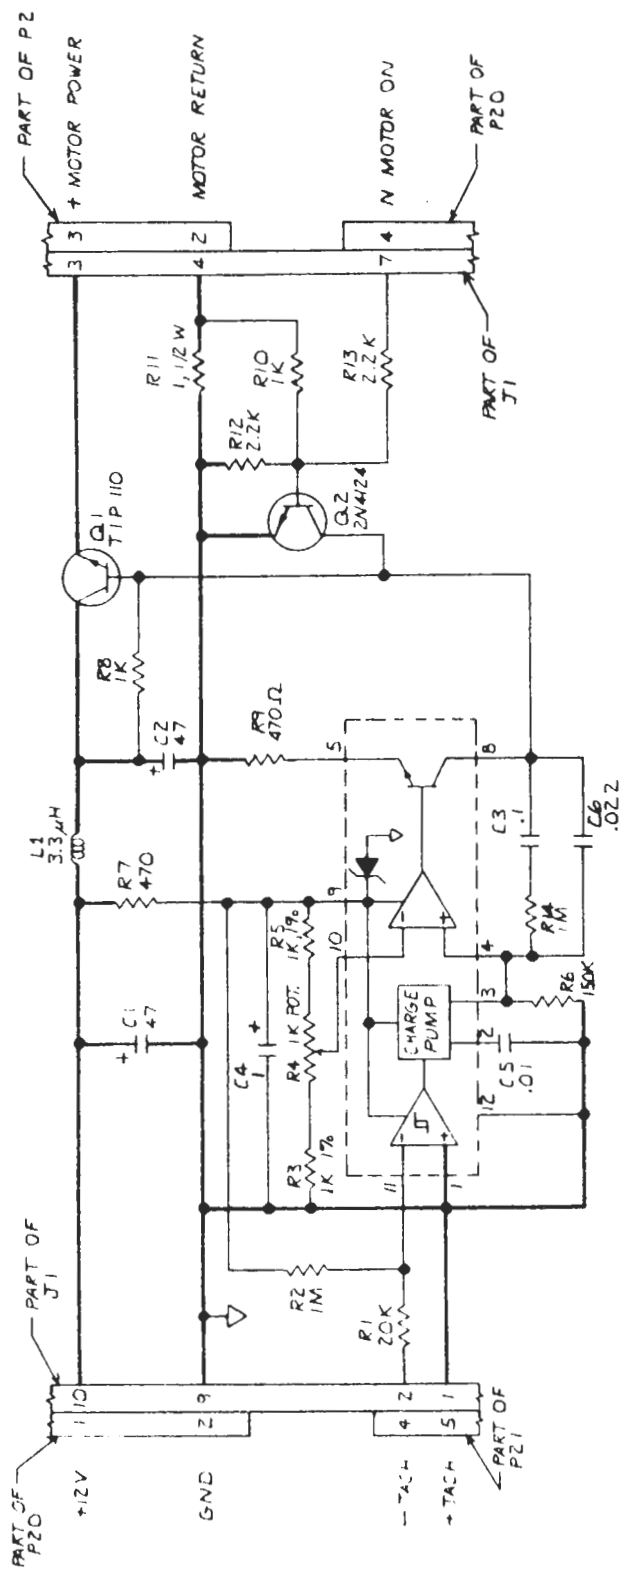 PART OF
P20
PART OF
J1
+12V
1
10
GND
2
9
- TACH
4
2
+ TACH
5
1
PART OF
P21
C1
47
+
L1
3.3 µH
R7
470
C2
47
+
R8
1K
Q1
TIP 110
R11
1, 1/2 W
R12
2.2K
R10
1K
R13
2.2K
Q2
2N4124
R9
470Ω
R2
1M
R1
20K
C4
1
+
R3
1K 1%
R4
1K POT.
R5
1K 1%
9
10
5
11
1
12
2
3
4
8
CHARGE
PUMP
-
+
-
+
C5
.01
R6
150K
R14
1M
C3
.1
C6
.022
3
3
+ MOTOR POWER
4
2
MOTOR RETURN
7
4
N MOTOR ON
PART OF P2
PART OF
P20
PART OF
J1